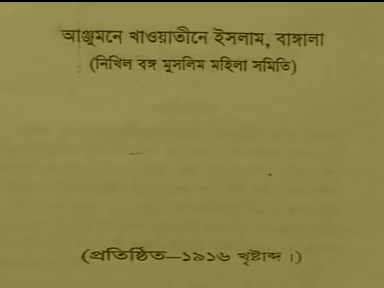 আঞ্জুমনে খাওয়াতীনে ইসলাম, বাঙ্গালা
(নিখিল বঙ্গ মুসলিম মহিলা সমিতি)
(প্রতিষ্ঠিত—১৯১৬ খৃষ্টাব্দ।)